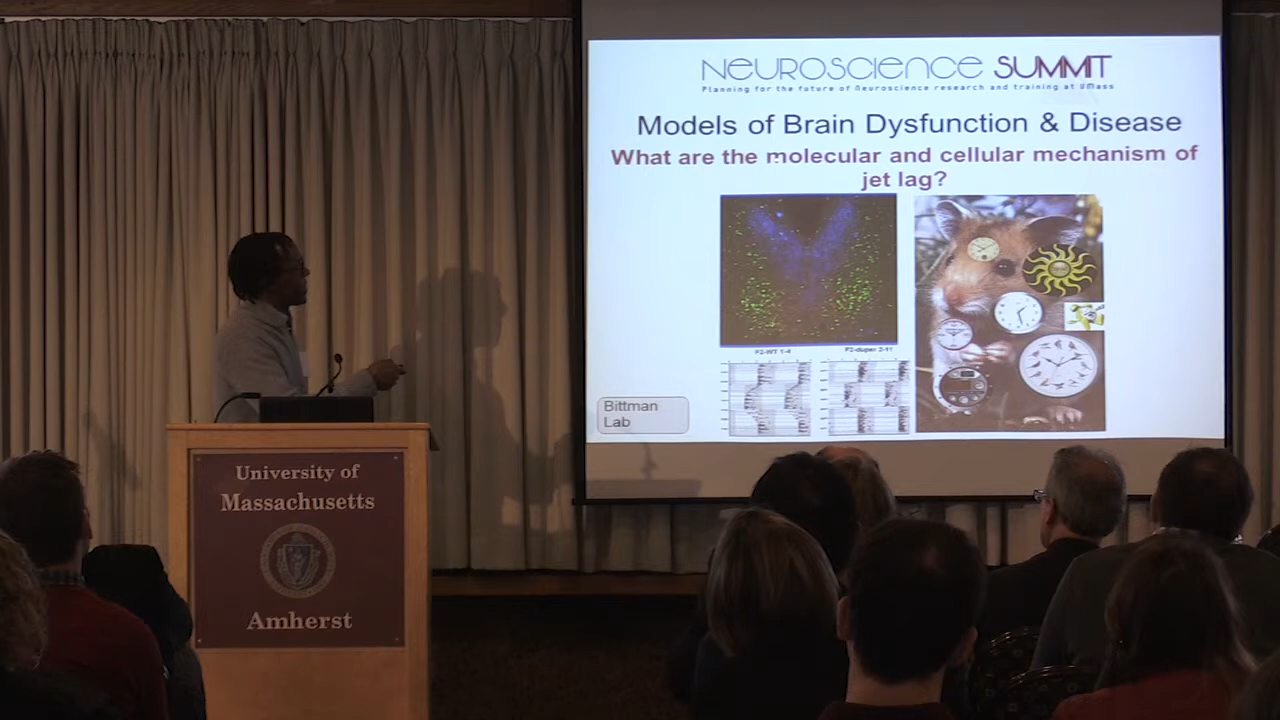 NEUROSCIENCE SUMMIT
Planning for the future of Neuroscience research and training at UMass
Models of Brain Dysfunction & Disease
What are the molecular and cellular mechanism of
jet lag?
Bittman
Lab
University of
Massachusetts
Amherst